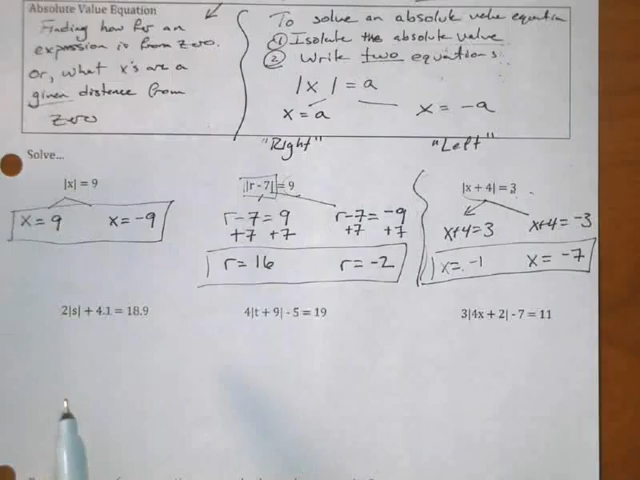 Absolute Value Equation
Finding how far an
expression is from zero.
or, what x's are a
given distance from
zero
To solve an absolute value equation
① Isolate the absolute value
② Write two equations.
|x| = a
x = a x = -a
"Right" "Left"
Solve...
|x| = 9
x = 9 x = -9
|r - 7| = 9
r-7 = 9 r-7 = -9
+7 +7 +7 +7
r = 16 r = -2
|x + 4| = 3
x+4 = 3 x+4 = -3
x = -1 x = -7
2|s| + 4.1 = 18.9 4|t + 9| - 5 = 19 3|4x + 2| - 7 = 11